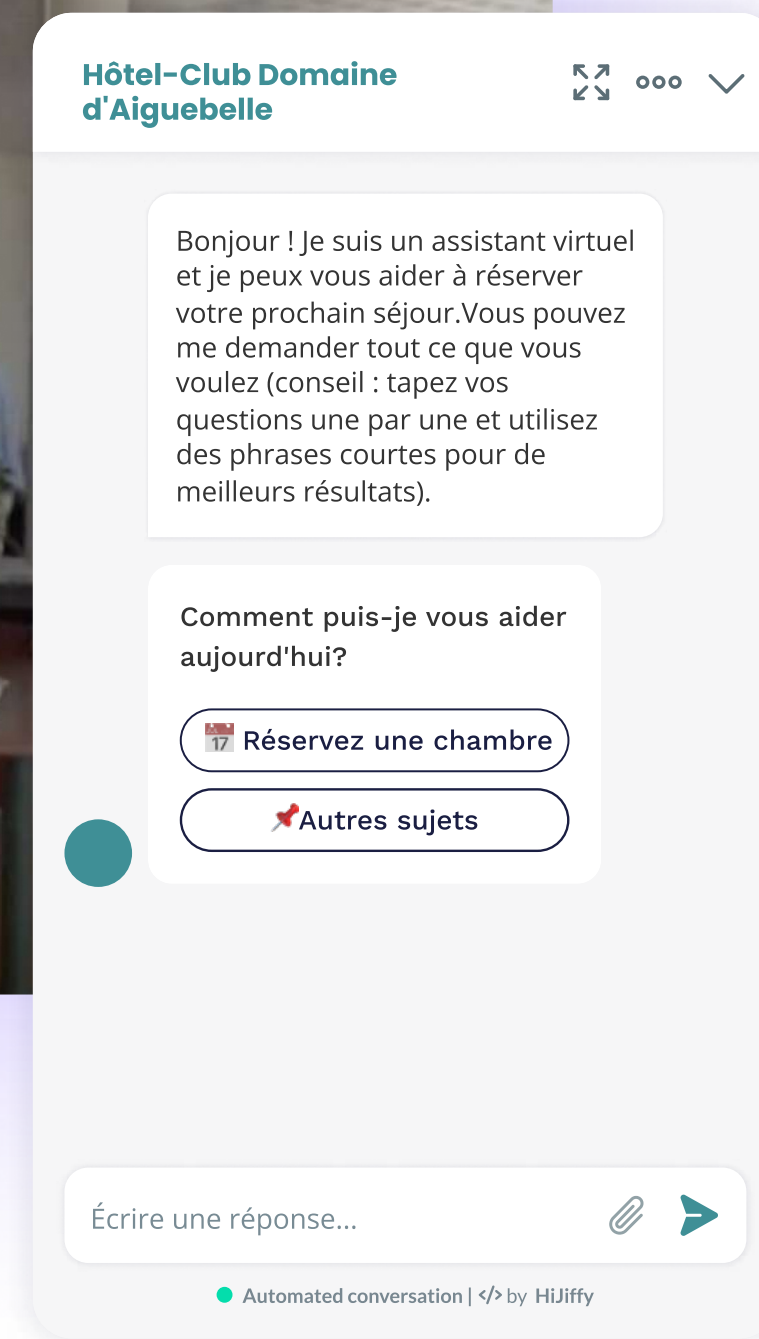 Hôtel-Club Domaine
d'Aiguebelle
Bonjour ! Je suis un assistant virtuel
et je peux vous aider à réserver
votre prochain séjour.Vous pouvez
me demander tout ce que vous
voulez (conseil : tapez vos
questions une par une et utilisez
des phrases courtes pour de
meilleurs résultats).
Comment puis-je vous aider
aujourd'hui?
📅 Réservez une chambre
📌Autres sujets
Écrire une réponse...
Automated conversation | </> by HiJiffy